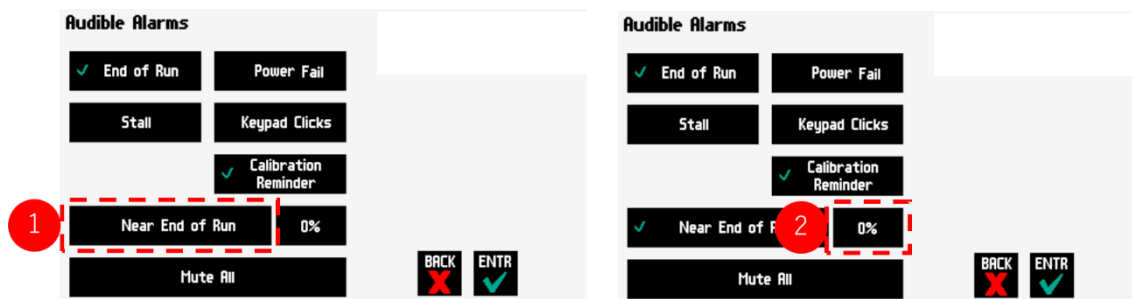 Audible Alarms
End of Run
Power Fail
Stall
Keypad Clicks
Calibration
Reminder
1
Near End of Run
0%
Mute All
BACK
ENTR
Audible Alarms
End of Run
Power Fail
Stall
Keypad Clicks
Calibration
Reminder
Near End of
2
0%
Mute All
BACK
ENTR